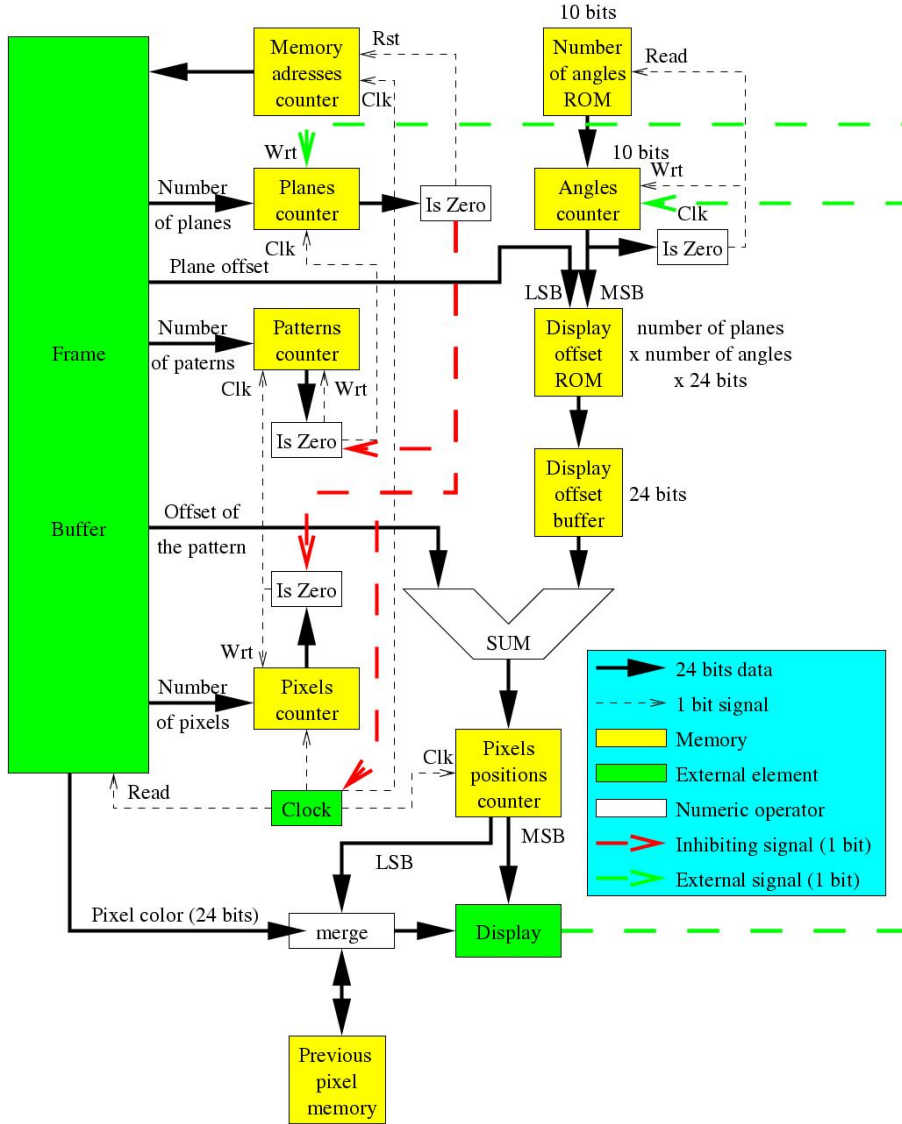 10 bits
Memory
adresses
counter
Rst
Clk
Number
of angles
ROM
Read
Wrt
10 bits
Number
of planes
Planes
counter
Is Zero
Angles
counter
Wrt
Clk
Is Zero
Clk
Plane offset
LSB
MSB
Frame
Number
of paterns
Patterns
counter
Clk
Wrt
Is Zero
Display
offset
ROM
number of planes
x number of angles
x 24 bits
Display
offset
buffer
24 bits
Buffer
Offset of
the pattern
Is Zero
SUM
Wrt
Number
of pixels
Pixels
counter
24 bits data
1 bit signal
Memory
External element
Numeric operator
Inhibiting signal (1 bit)
External signal (1 bit)
Clk
Pixels
positions
counter
Read
Clock
LSB
MSB
Pixel color (24 bits)
merge
Display
Previous
pixel
memory